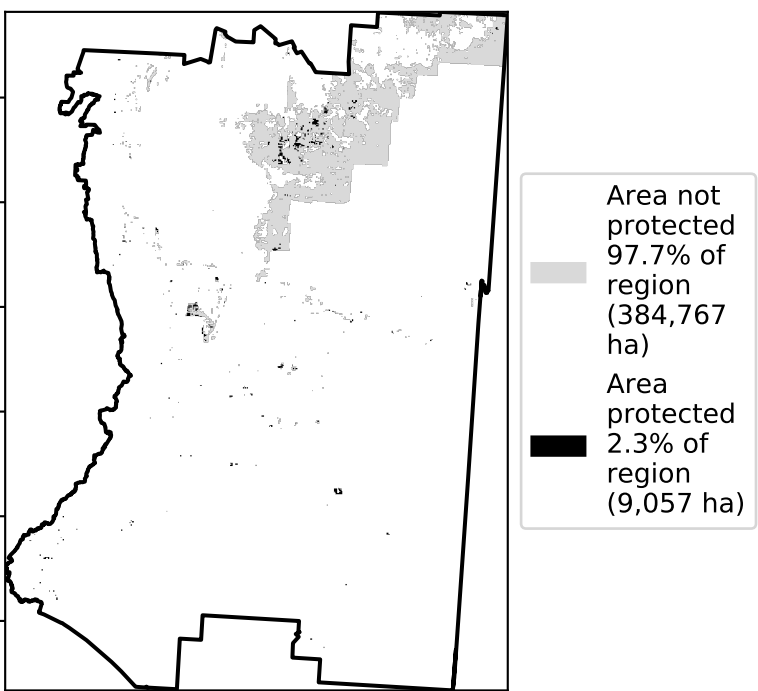 Area not
protected
97.7% of
region
(384,767
ha)
Area
protected
2.3% of
region
(9,057 ha)